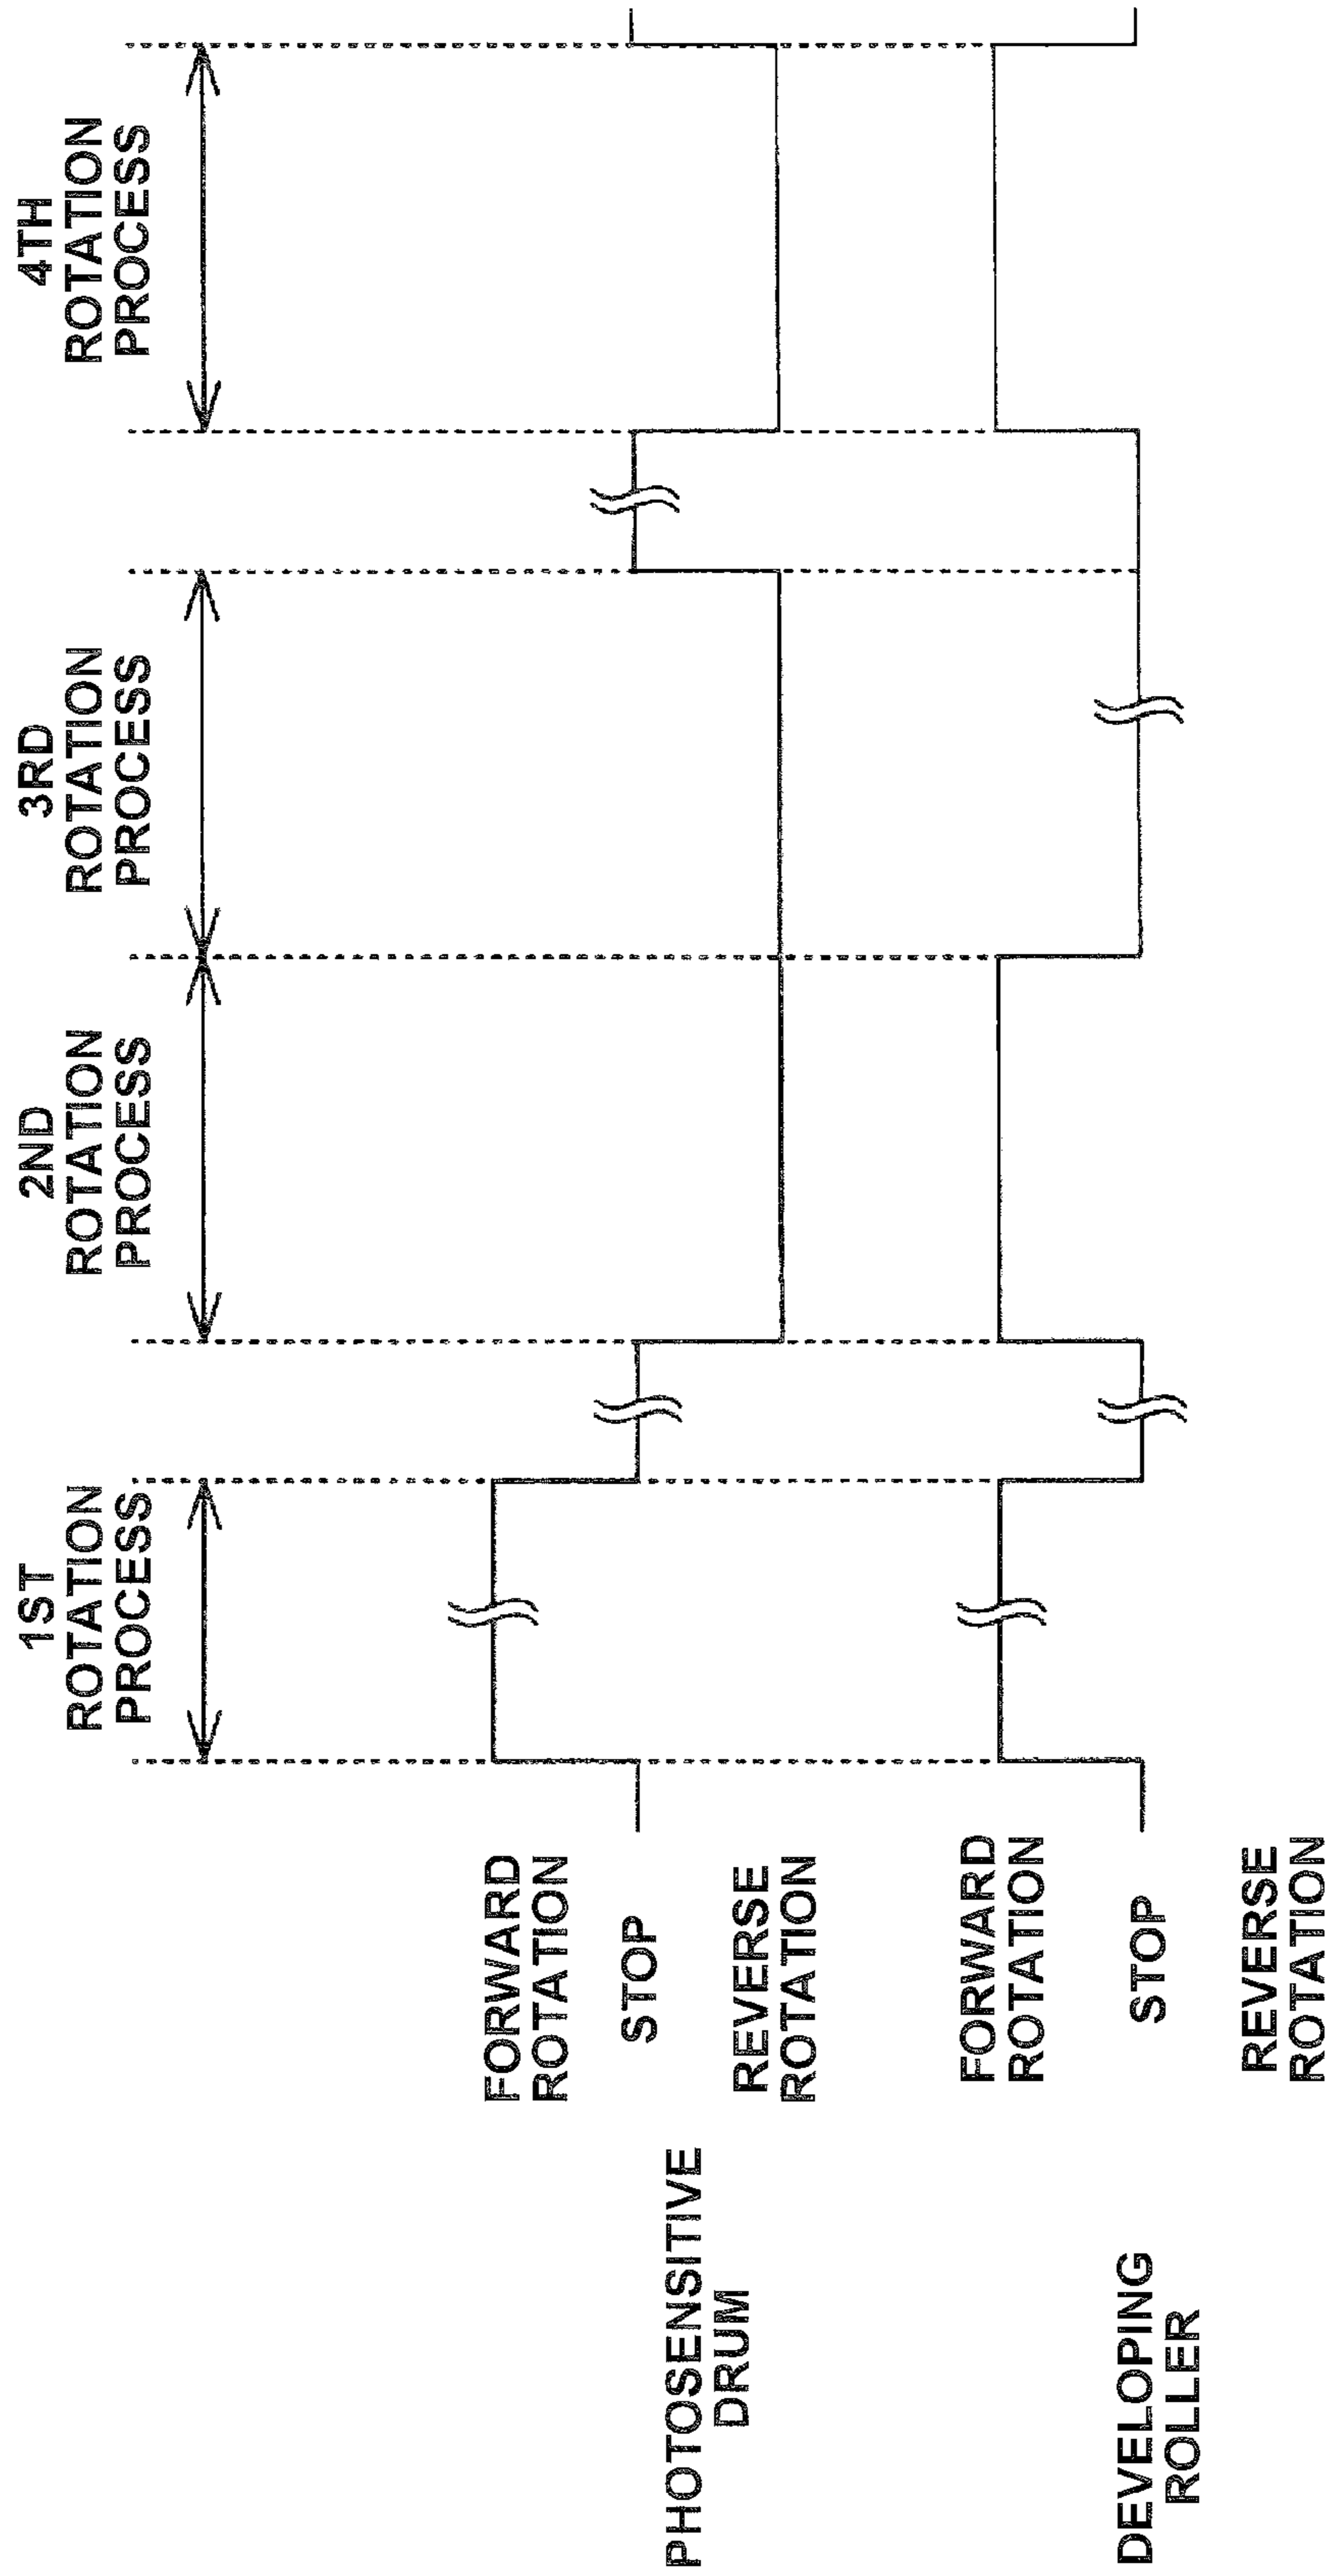 1ST
ROTATION
PROCESS
2ND
ROTATION
PROCESS
3RD
ROTATION
PROCESS
4TH
ROTATION
PROCESS
PHOTOSENSITIVE
DRUM
FORWARD
ROTATION
STOP
REVERSE
ROTATION
DEVELOPING
ROLLER
FORWARD
ROTATION
STOP
REVERSE
ROTATION